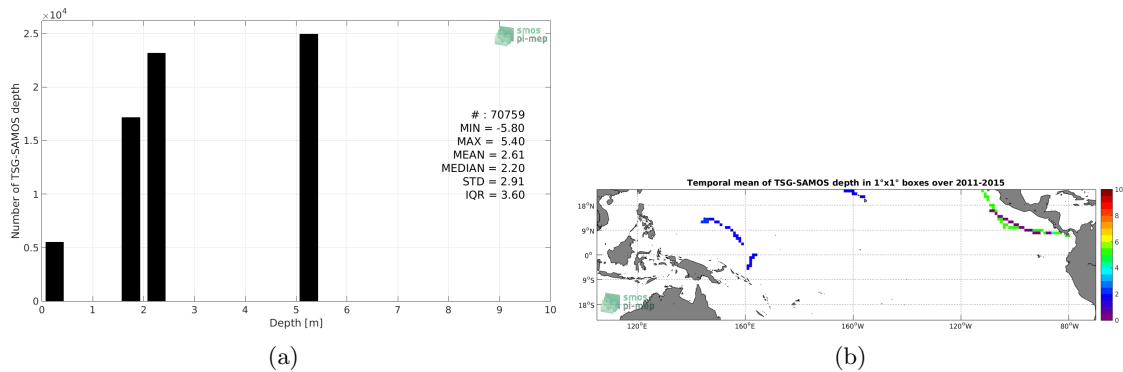 ×10⁴
2.5
2
1.5
1
0.5
0
0 1 2 3 4 5 6 7 8 9 10
Number of TSG-SAMOS depth
Depth [m]
smos
pi-mep
# : 70759
MIN = -5.80
MAX = 5.40
MEAN = 2.61
MEDIAN = 2.20
STD = 2.91
IQR = 3.60
(a)
Temporal mean of TSG-SAMOS depth in 1°x1° boxes over 2011-2015
18°N
9°N
0°
9°S
18°S
120°E 160°E 160°W 120°W 80°W
smos
pi-mep
10
8
6
4
2
0
(b)